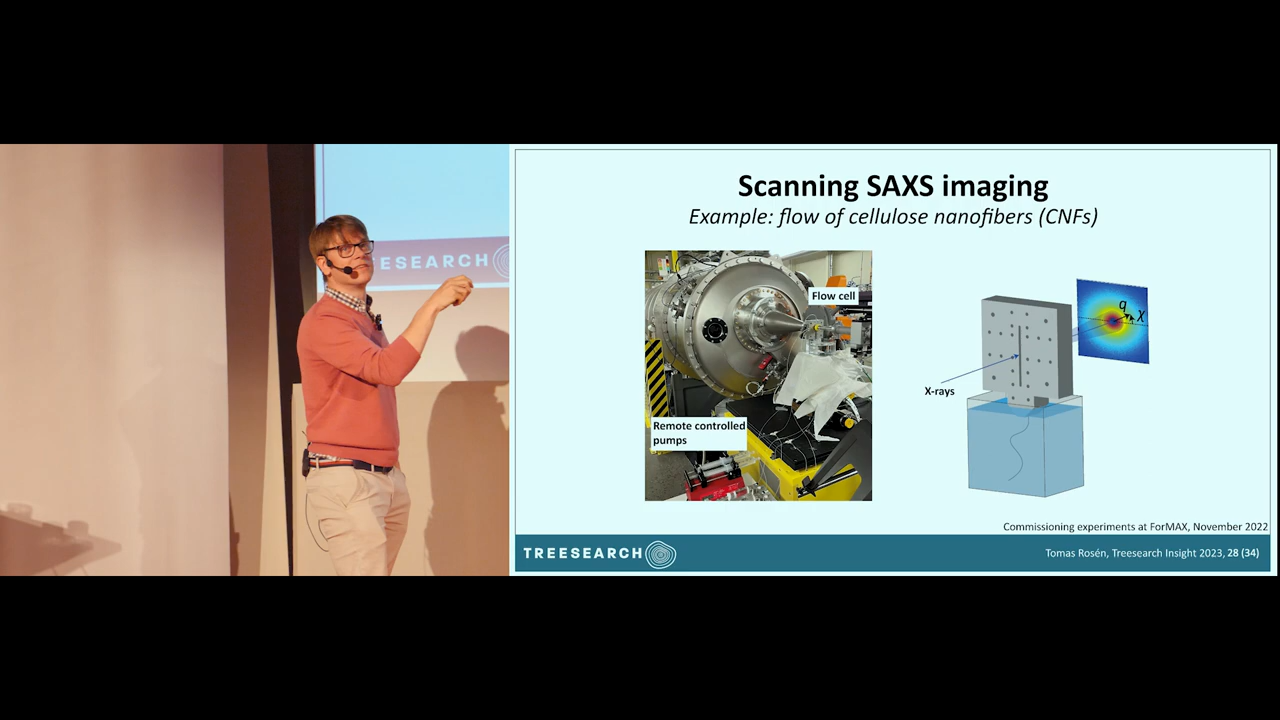 EESEARCH
Scanning SAXS imaging
Example: flow of cellulose nanofibers (CNFs)
Flow cell
Remote controlled
pumps
q
χ
X-rays
Commissioning experiments at ForMAX, November 2022
TREESEARCH
Tomas Rosén, Treesearch Insight 2023, 28 (34)